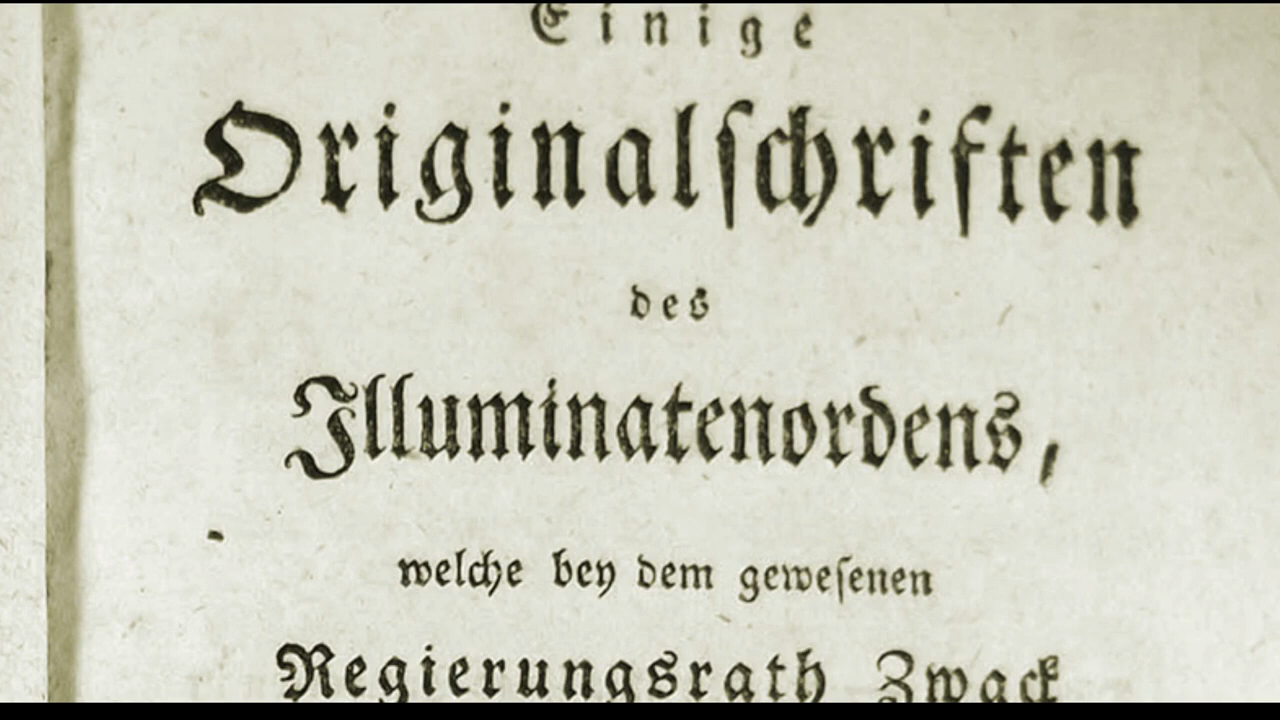 Einige
Originalſchriften
des
Illuminatenordens,
welche bey dem geweſenen
Regierungsrath Zwack